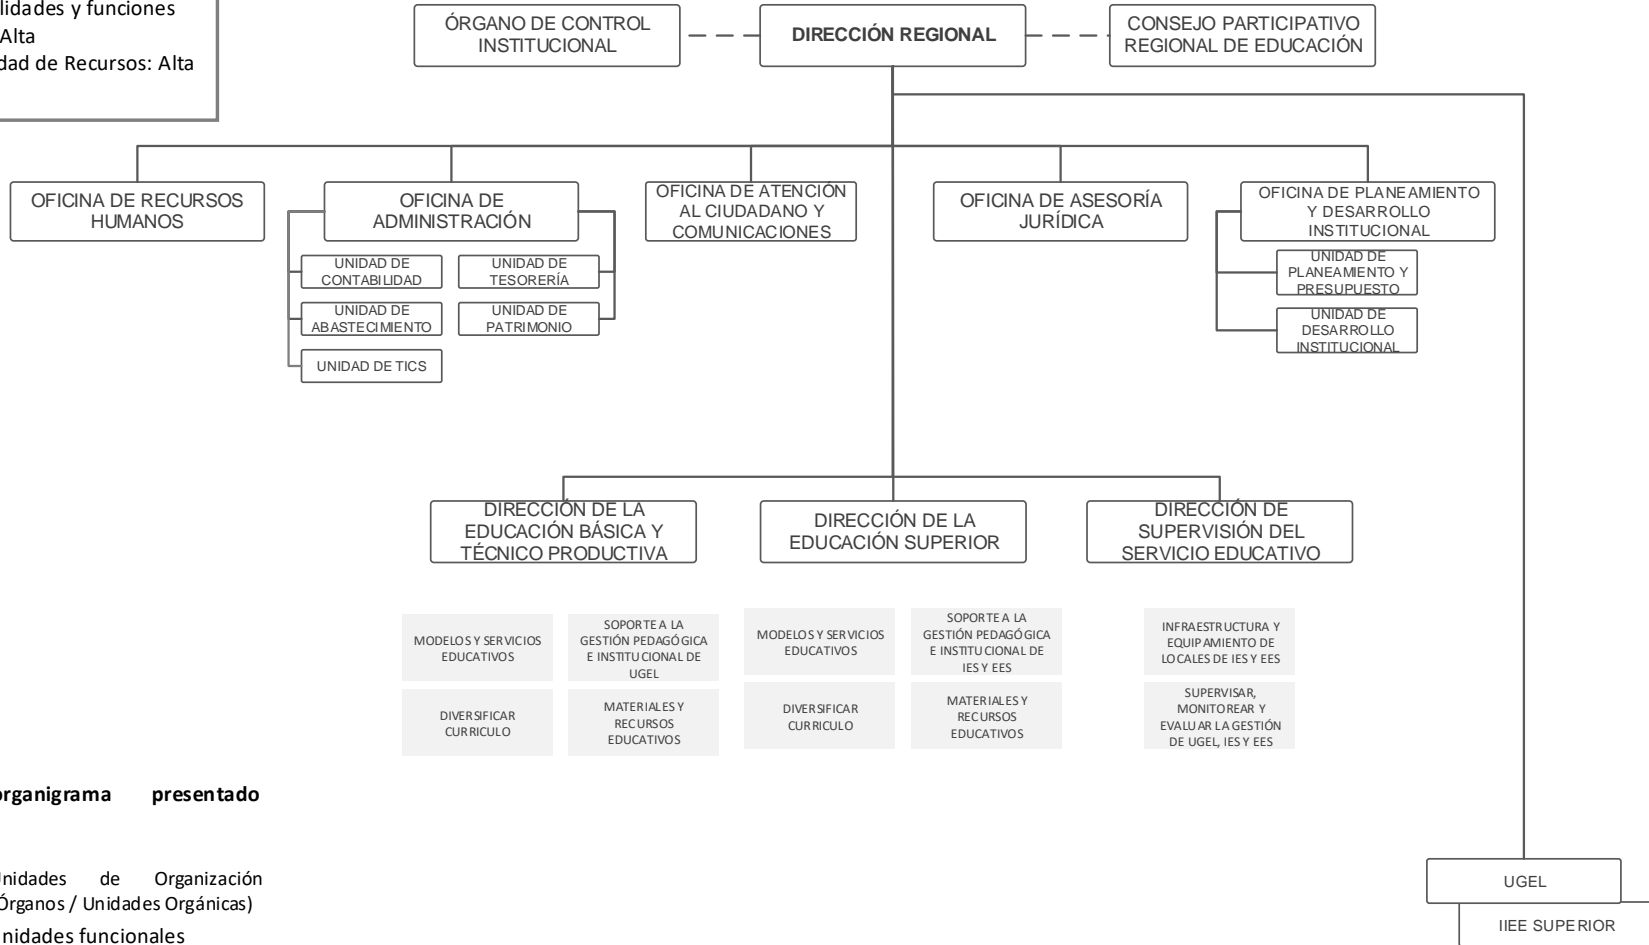 lidades y funciones
Alta
dad de Recursos: Alta
ÓRGANO DE CONTROL
INSTITUCIONAL
DIRECCIÓN REGIONAL
CONSEJO PARTICIPATIVO
REGIONAL DE EDUCACIÓN
OFICINA DE RECURSOS
HUMANOS
OFICINA DE
ADMINISTRACIÓN
OFICINA DE ATENCIÓN
AL CIUDADANO Y
COMUNICACIONES
OFICINA DE ASESORÍA
JURÍDICA
OFICINA DE PLANEAMIENTO
Y DESARROLLO
INSTITUCIONAL
UNIDAD DE
CONTABILIDAD
UNIDAD DE
TESORERÍA
UNIDAD DE
ABASTECIMIENTO
UNIDAD DE
PATRIMONIO
UNIDAD DE TICS
UNIDAD DE
PLANEAMIENTO Y
PRESUPUESTO
UNIDAD DE
DESARROLLO
INSTITUCIONAL
DIRECCIÓN DE LA
EDUCACIÓN BÁSICA Y
TÉCNICO PRODUCTIVA
DIRECCIÓN DE LA
EDUCACIÓN SUPERIOR
DIRECCIÓN DE
SUPERVISIÓN DEL
SERVICIO EDUCATIVO
MODELOS Y SERVICIOS
EDUCATIVOS
SOPORTE A LA
GESTIÓN PEDAGÓGICA
E INSTITUCIONAL DE
UGEL
MODELOS Y SERVICIOS
EDUCATIVOS
SOPORTE A LA
GESTIÓN PEDAGÓGICA
E INSTITUCIONAL DE
IES Y EES
INFRAESTRUCTURA Y
EQUIPAMIENTO DE
LOCALES DE IES Y EES
DIVERSIFICAR
CURRICULO
MATERIALES Y
RECURSOS
EDUCATIVOS
DIVERSIFICAR
CURRICULO
MATERIALES Y
RECURSOS
EDUCATIVOS
SUPERVISAR,
MONITOREAR Y
EVALUAR LA GESTIÓN
DE UGEL, IES Y EES
organigrama presentado
Unidades de Organización
(Órganos / Unidades Orgánicas)
nidades funcionales
UGEL
IIEE SUPERIOR